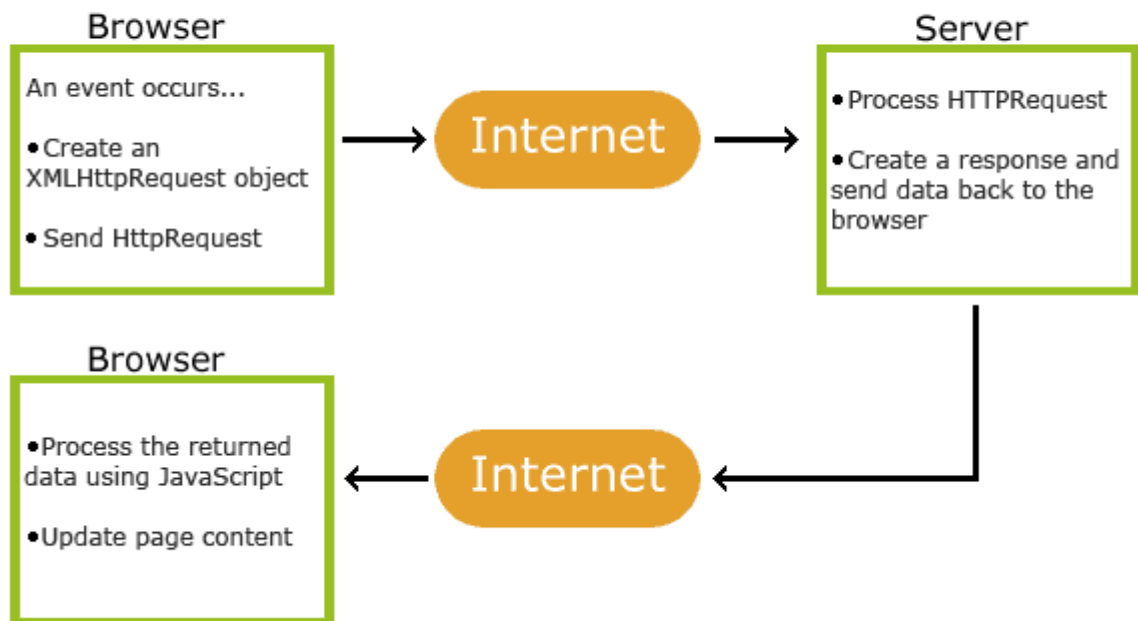 Browser
An event occurs...
•Create an
XMLHttpRequest object
• Send HttpRequest
Internet
Server
•Process HTTPRequest
•Create a response and
send data back to the
browser
Browser
•Process the returned
data using JavaScript
•Update page content
Internet